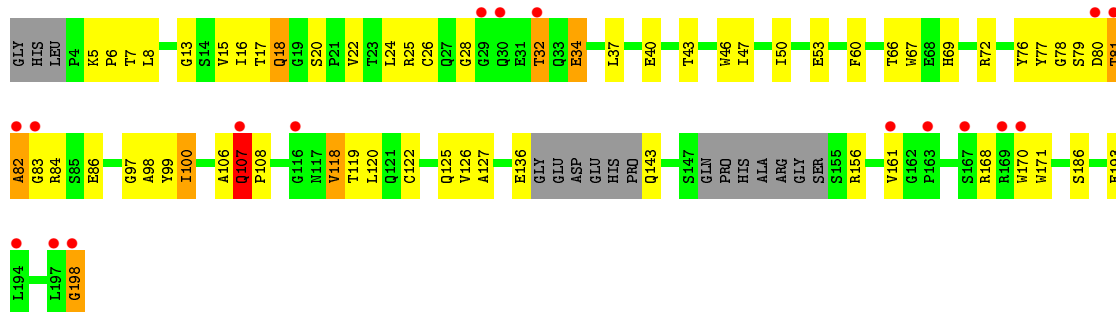 GLY HIS LEU P4 K5 P6 T7 L8 G13 S14 V15 I16 T17 Q18 G19 S20 P21 V22 T23 L24 R25 C26 Q27 G28 G29 Q30 E31 T32 Q33 E34 L37 E40 T43 W46 I47 I50 E53 F60 T66 W67 E68 H69 R72 Y76 Y77 G78 S79 D80 T81
A82 G83 R84 S85 E86 G97 A98 Y99 I100 A106 Q107 P108 G116 N117 V118 T119 L120 Q121 C122 Q125 V126 A127 E136 GLY GLU ASP GLU HIS PRO Q143 S147 GLN PRO HIS ALA ARG GLY SER S155 R156 V161 G162 P163 S167 R168 R169 W170 W171 S186 E193
L194 L197 G198